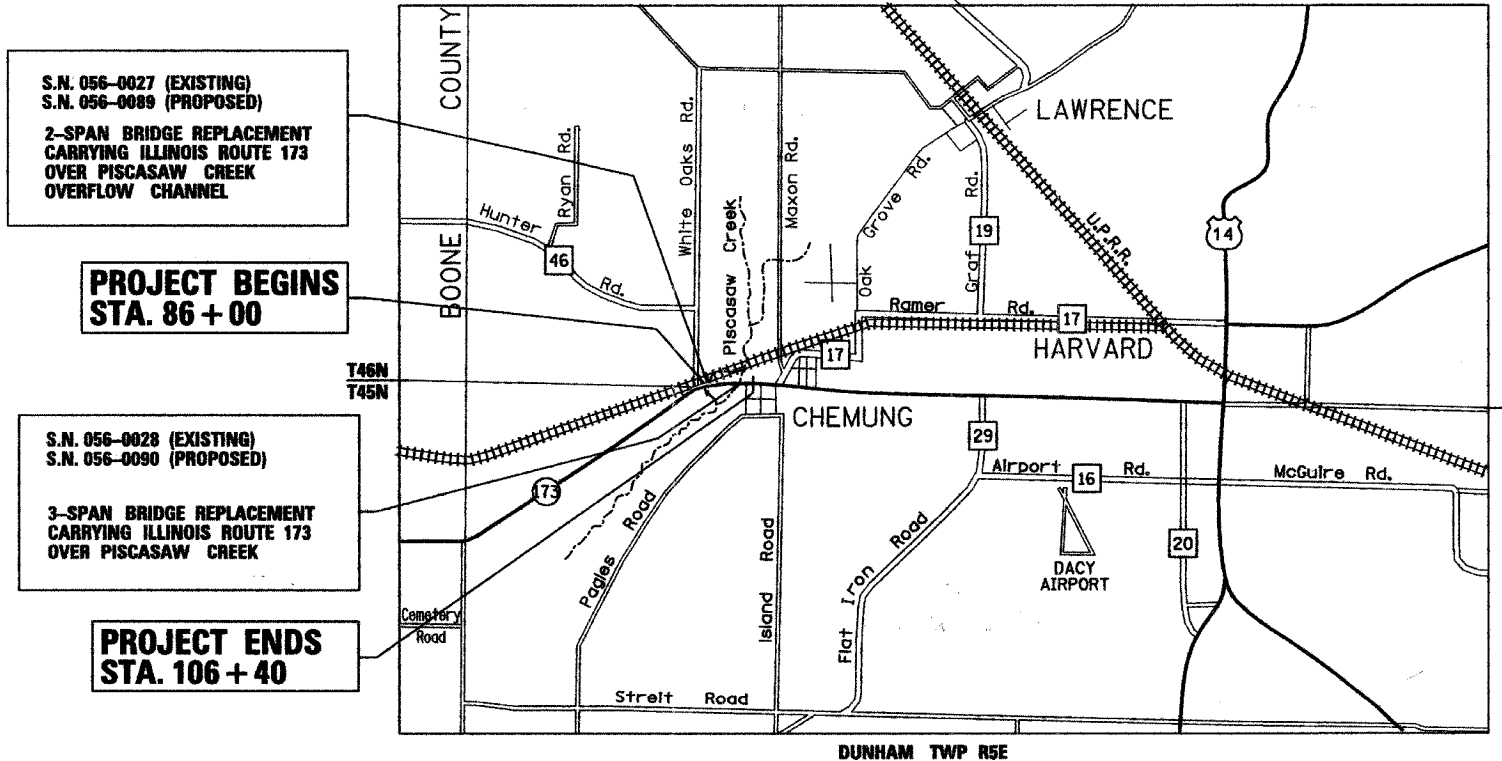 S.N. 056-0027 (EXISTING)
S.N. 056-0089 (PROPOSED)
2-SPAN BRIDGE REPLACEMENT
CARRYING ILLINOIS ROUTE 173
OVER PISCASAW CREEK
OVERFLOW CHANNEL
PROJECT BEGINS
STA. 86+00
T46N
T45N
S.N. 056-0028 (EXISTING)
S.N. 056-0090 (PROPOSED)
3-SPAN BRIDGE REPLACEMENT
CARRYING ILLINOIS ROUTE 173
OVER PISCASAW CREEK
PROJECT ENDS
STA. 106+40
BOONE COUNTY
Hunter Rd.
46
Ryan Rd.
White Oaks Rd.
Piscasaw Creek
Maxon Rd.
Oak Grove Rd.
Graf Rd.
19
LAWRENCE
U.P.R.R.
14
Ramer Rd.
17
HARVARD
17
CHEMUNG
173
29
Airport Rd.
16
McGuire Rd.
Pagles Road
Island Road
Flat Iron Road
DACY
AIRPORT
20
Cemetery
Road
Streit Road
DUNHAM TWP R5E